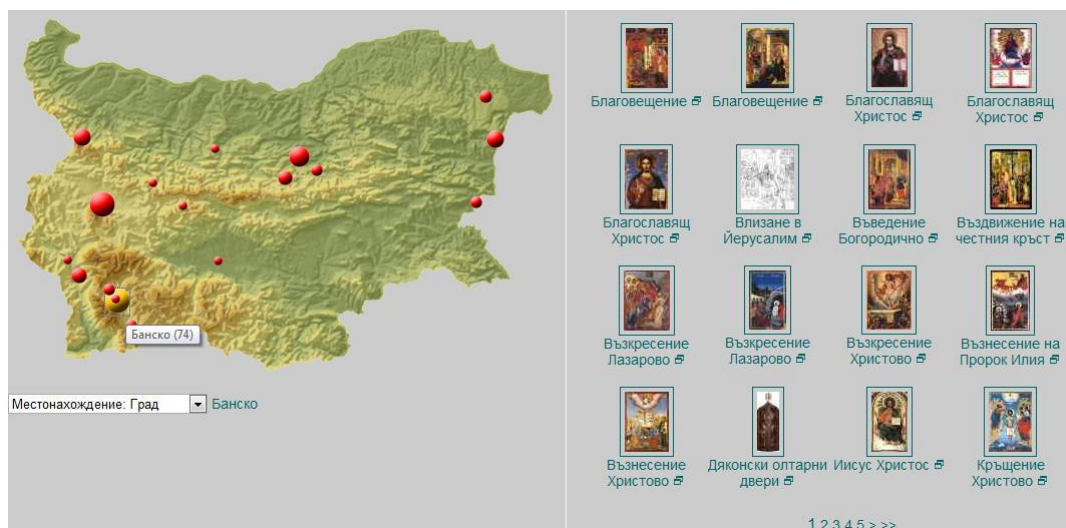 Банско (74)
Местонахождение: Град
Банско
Благовещение
Благовещение
Благославящ
Христос
Благославящ
Христос
Благославящ
Христос
Влизане в
Йерусалим
Въведение
Богородично
Въздвижение на
честния кръст
Възкресение
Лазарово
Възкресение
Лазарово
Възкресение
Христово
Възнесение на
Пророк Илия
Възнесение
Христово
Дяконски олтарни
двери
Иисус Христос
Кръщение
Христово
1 2 3 4 5 > >>